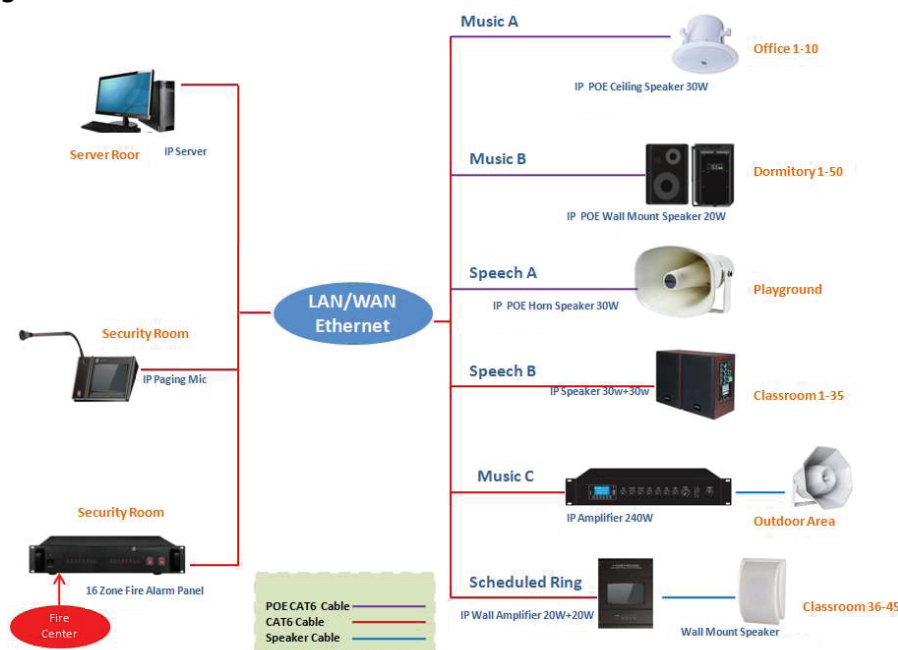 Music A
Office 1-10
IP POE Ceiling Speaker 30W
Server Roor
IP Server
Music B
Dormitory 1-50
IP POE Wall Mount Speaker 20W
Speech A
Playground
IP POE Horn Speaker 30W
LAN/WAN
Ethernet
Security Room
IP Paging Mic
Speech B
IP Speaker 30w+30w
Classroom 1-35
Music C
IP Amplifier 240W
Outdoor Area
Security Room
16 Zone Fire Alarm Panel
Fire
Center
Scheduled Ring
IP Wall Amplifier 20W+20W
Classroom 36-45
Wall Mount Speaker
POE CAT6 Cable
CAT6 Cable
Speaker Cable